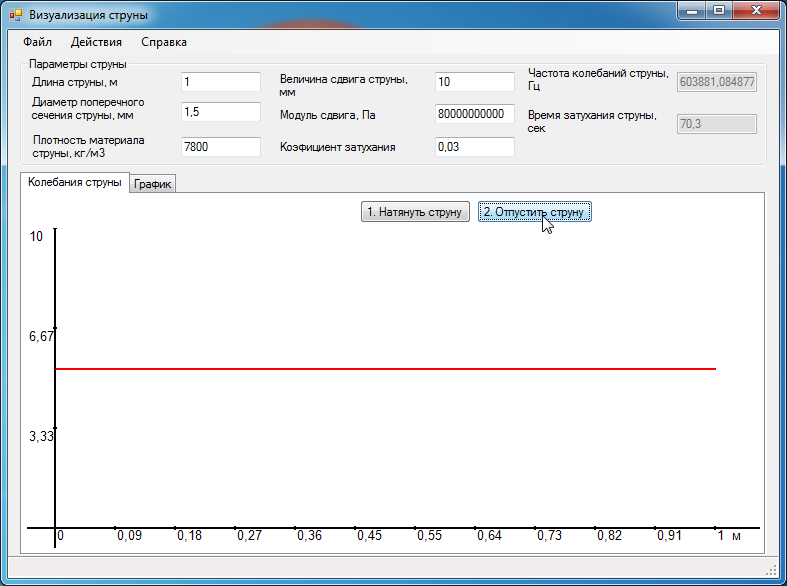 Визуализация струны
Файл Действия Справка
Параметры струны
Длина струны, м
1
Диаметр поперечного
сечения струны, мм
1,5
Плотность материала
струны, кг/м3
7800
Величина сдвига струны,
мм
10
Модуль сдвига, Па
80000000000
Коэфициент затухания
0,03
Частота колебаний струны,
Гц
603881,084877
Время затухания струны,
сек
70,3
Колебания струны График
1. Натянуть струну 2. Отпустить струну
10
6,67
3,33
0 0,09 0,18 0,27 0,36 0,45 0,55 0,64 0,73 0,82 0,91 1 м